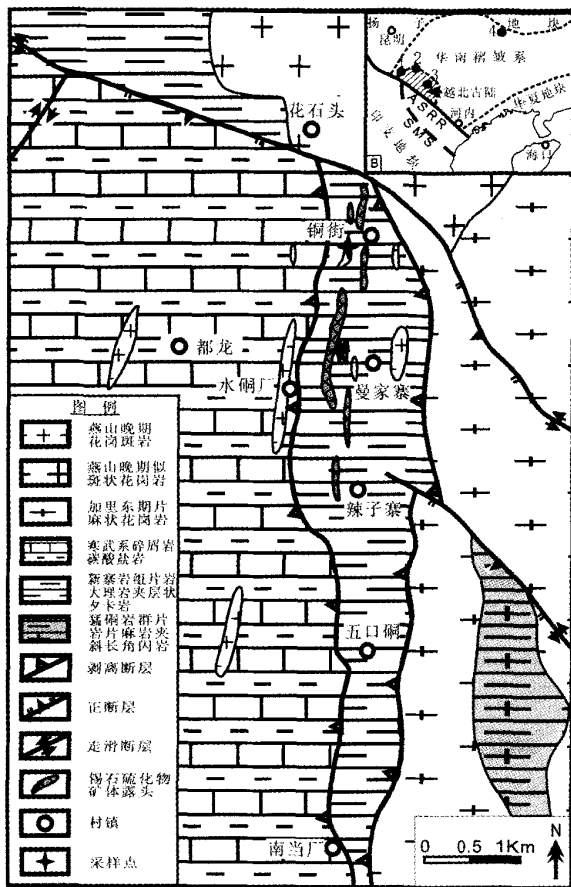 扬 子 地 块
昆明
4
华南褶皱系
1 2
3
越北古陆
ASRR
河内
华夏地块
SMS
印支地块
海口
B
花石头
铜街
都龙
水硐厂
曼家寨
辣子寨
五口硐
南当厂
图 例
燕山晚期
花岗斑岩
燕山晚期似
斑状花岗岩
加里东期片
麻状花岗岩
寒武系碎屑岩
碳酸盐岩
新寨岩组片岩
大理岩夹层状
夕卡岩
猛硐岩群片
岩片麻岩夹
斜长角闪岩
剥离断层
正断层
走滑断层
锡石硫化物
矿体露头
村镇
采样点
0 0.5 1Km
N